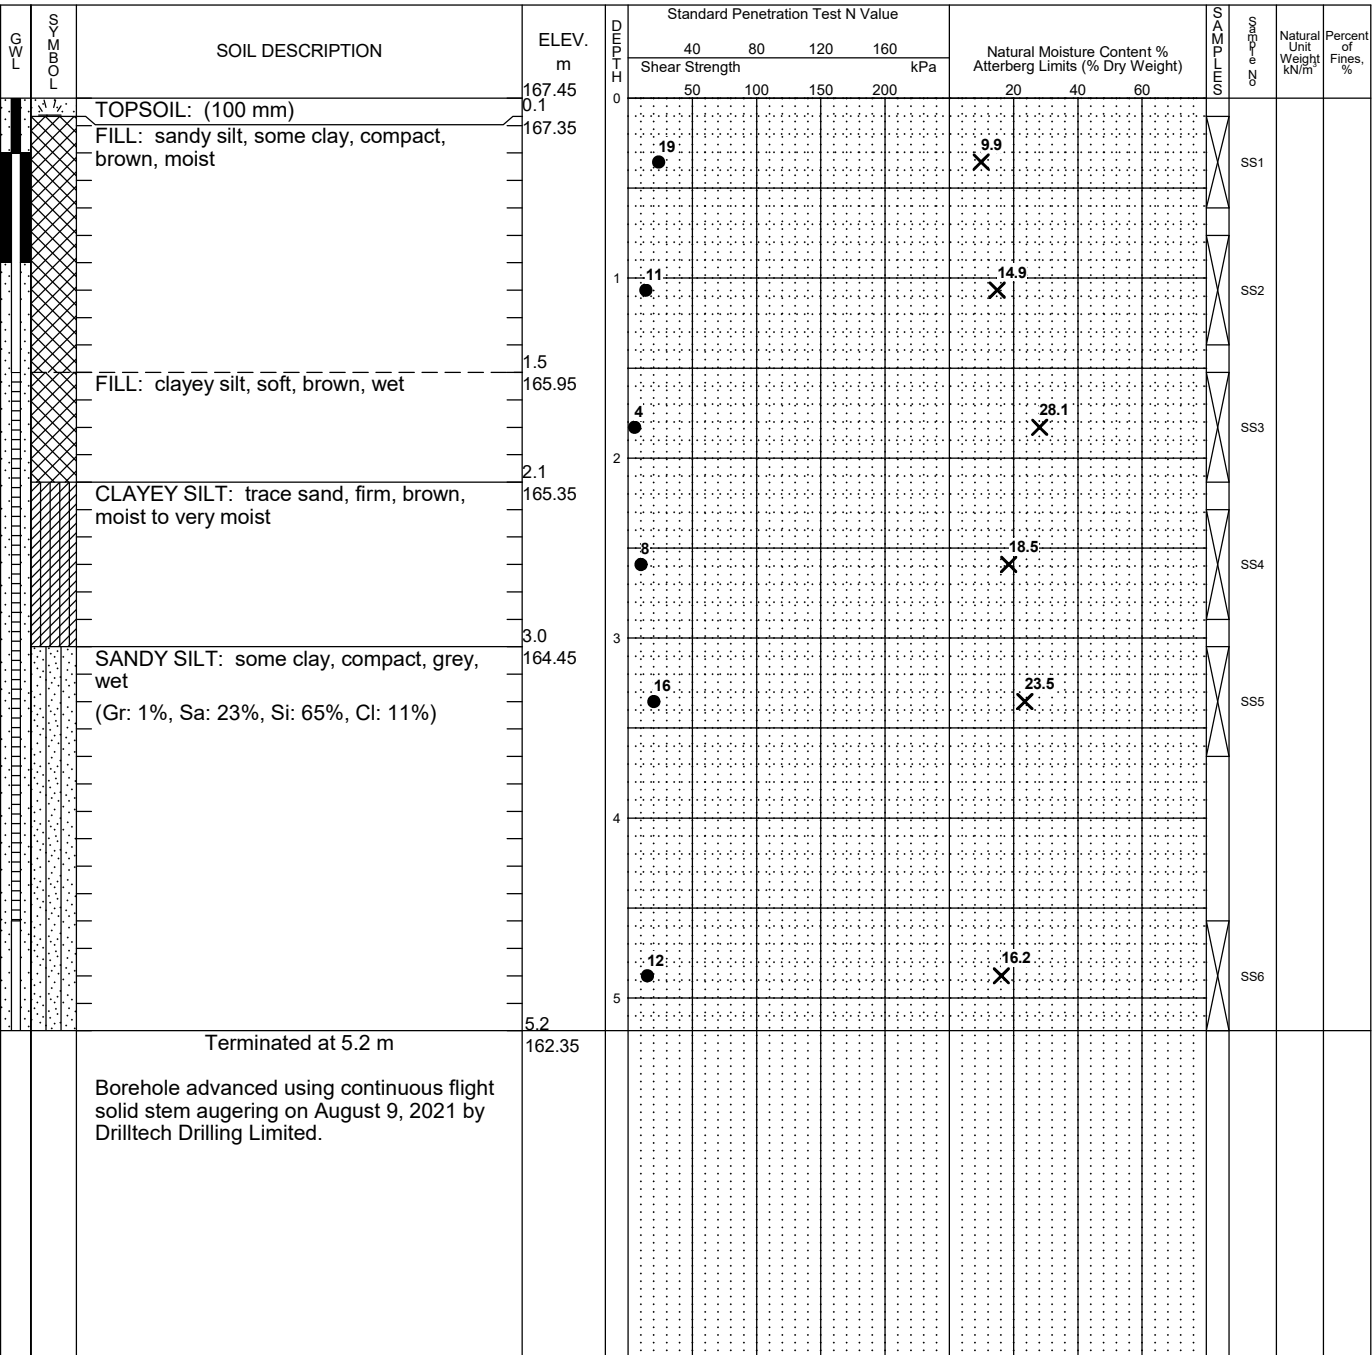 GWL
SYMBOL
SOIL DESCRIPTION
ELEV.
m
167.45
DEPTH
Standard Penetration Test N Value
40 80 120 160
Shear Strength kPa
50 100 150 200
Natural Moisture Content %
Atterberg Limits (% Dry Weight)
20 40 60
SAMPLES
Sample No
Natural
Unit
Weight
kN/m³
Percent
of
Fines,
%
0
TOPSOIL: (100 mm)
0.1
167.35
FILL: sandy silt, some clay, compact,
brown, moist
19 9.9 SS1
1
11 14.9 SS2
1.5
FILL: clayey silt, soft, brown, wet
165.95
4 28.1 SS3
2
2.1
CLAYEY SILT: trace sand, firm, brown,
moist to very moist
165.35
8 18.5 SS4
3.0
3
SANDY SILT: some clay, compact, grey,
wet
164.45
(Gr: 1%, Sa: 23%, Si: 65%, Cl: 11%)
16 23.5 SS5
4
12 16.2 SS6
5
5.2
Terminated at 5.2 m
162.35
Borehole advanced using continuous flight
solid stem augering on August 9, 2021 by
Drilltech Drilling Limited.